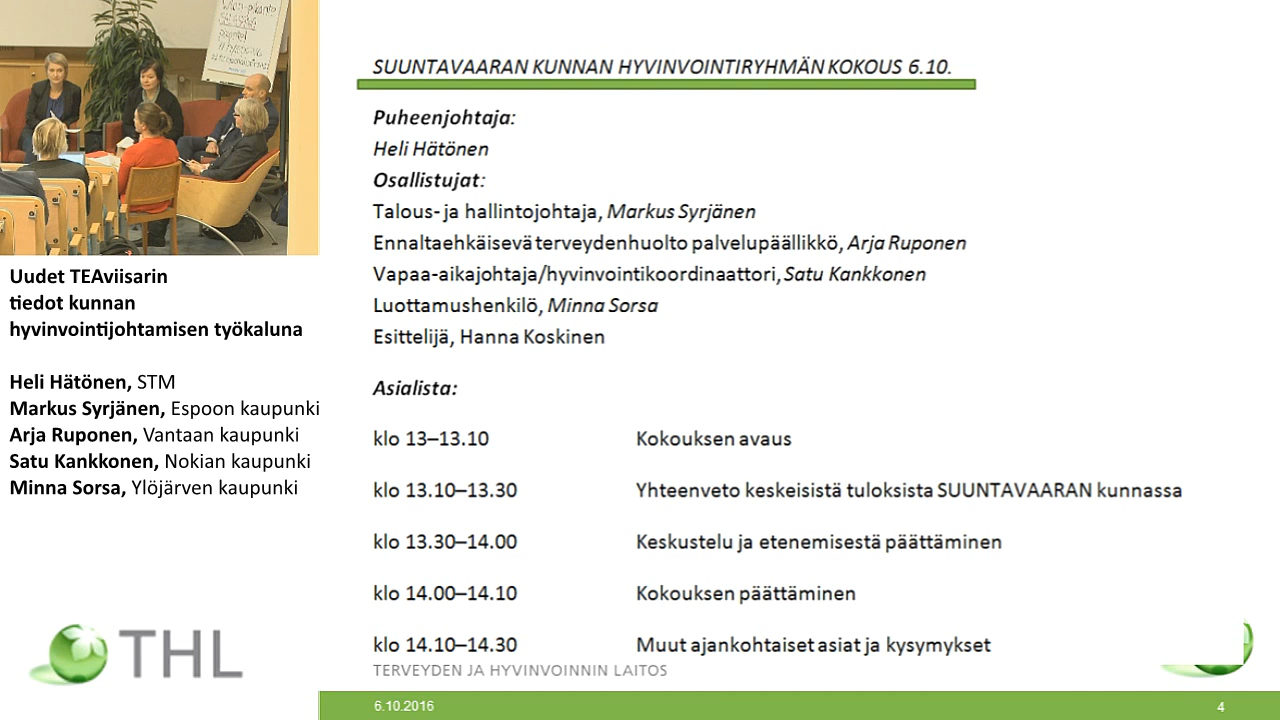 Uudet TEAviisarin
tiedot kunnan
hyvinvointijohtamisen työkaluna
Heli Hätönen, STM
Markus Syrjänen, Espoon kaupunki
Arja Ruponen, Vantaan kaupunki
Satu Kankkonen, Nokian kaupunki
Minna Sorsa, Ylöjärven kaupunki
THL
SUUNTAVAARAN KUNNAN HYVINVOINTIRYHMÄN KOKOUS 6.10.
Puheenjohtaja:
Heli Hätönen
Osallistujat:
Talous- ja hallintojohtaja, Markus Syrjänen
Ennaltaehkäisevä terveydenhuolto palvelupäällikkö, Arja Ruponen
Vapaa-aikajohtaja/hyvinvointikoordinaattori, Satu Kankkonen
Luottamushenkilö, Minna Sorsa
Esittelijä, Hanna Koskinen
Asialista:
klo 13–13.10 Kokouksen avaus
klo 13.10–13.30 Yhteenveto keskeisistä tuloksista SUUNTAVAARAN kunnassa
klo 13.30–14.00 Keskustelu ja etenemisestä päättäminen
klo 14.00–14.10 Kokouksen päättäminen
klo 14.10–14.30 Muut ajankohtaiset asiat ja kysymykset
TERVEYDEN JA HYVINVOINNIN LAITOS
6.10.2016 4